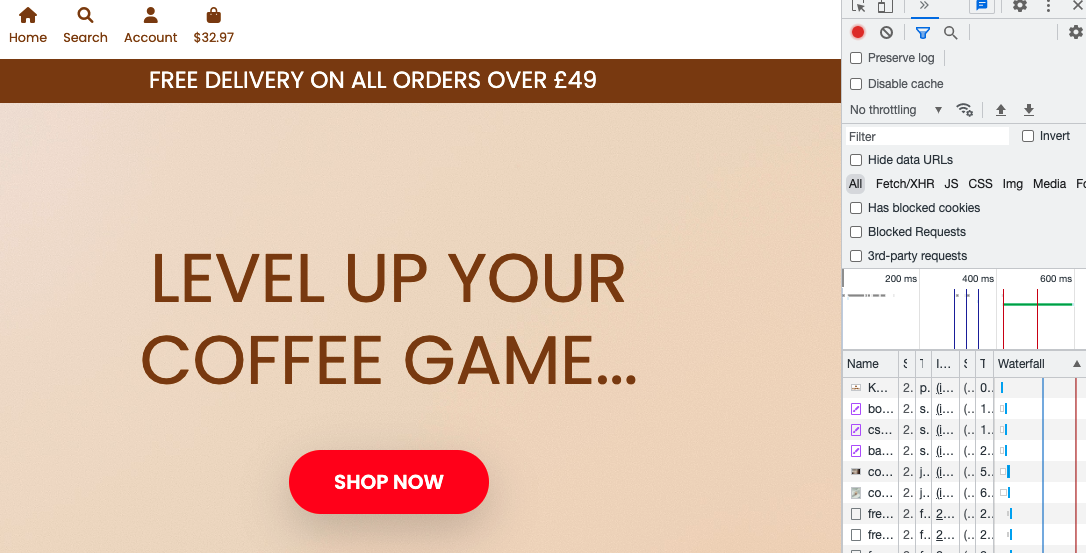 Home Search Account $32.97
FREE DELIVERY ON ALL ORDERS OVER £49
LEVEL UP YOUR
COFFEE GAME...
SHOP NOW
Preserve log
Disable cache
No throttling
Filter
Invert
Hide data URLs
All Fetch/XHR JS CSS Img Media Fo
Has blocked cookies
Blocked Requests
3rd-party requests
200 ms 400 ms 600 ms
Name S T I... S T Waterfall
K... 2. p. (i... (.. 0..
bo... 2. s. (i... (.. 1..
cs... 2. s. (i... (.. 1..
ba... 2. s. (i... (.. 2..
co... 2. j.. (i... (.. 5..
co... 2. j.. (i... (.. 6..
fre... 2. f.. 2... (.. 2..
fre... 2. f.. 2... (.. 2..